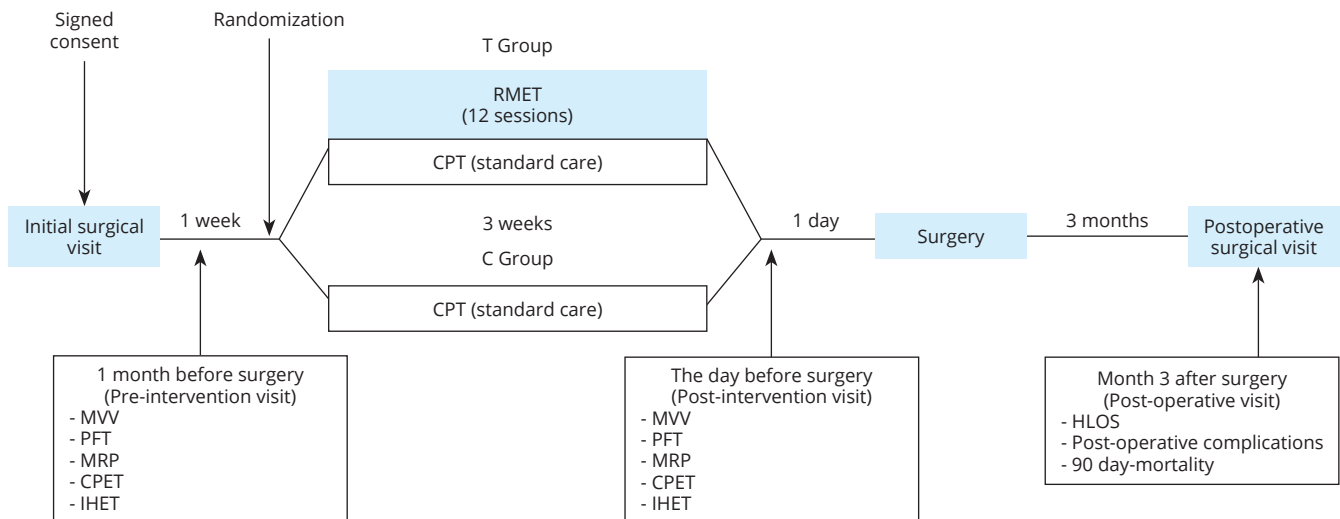 Signed
consent
Randomization
T Group
RMET
(12 sessions)
CPT (standard care)
Initial surgical
visit
1 week
3 weeks
C Group
CPT (standard care)
1 day
Surgery
3 months
Postoperative
surgical visit
1 month before surgery
(Pre-intervention visit)
- MVV
- PFT
- MRP
- CPET
- IHET
The day before surgery
(Post-intervention visit)
- MVV
- PFT
- MRP
- CPET
- IHET
Month 3 after surgery
(Post-operative visit)
- HLOS
- Post-operative complications
- 90 day-mortality